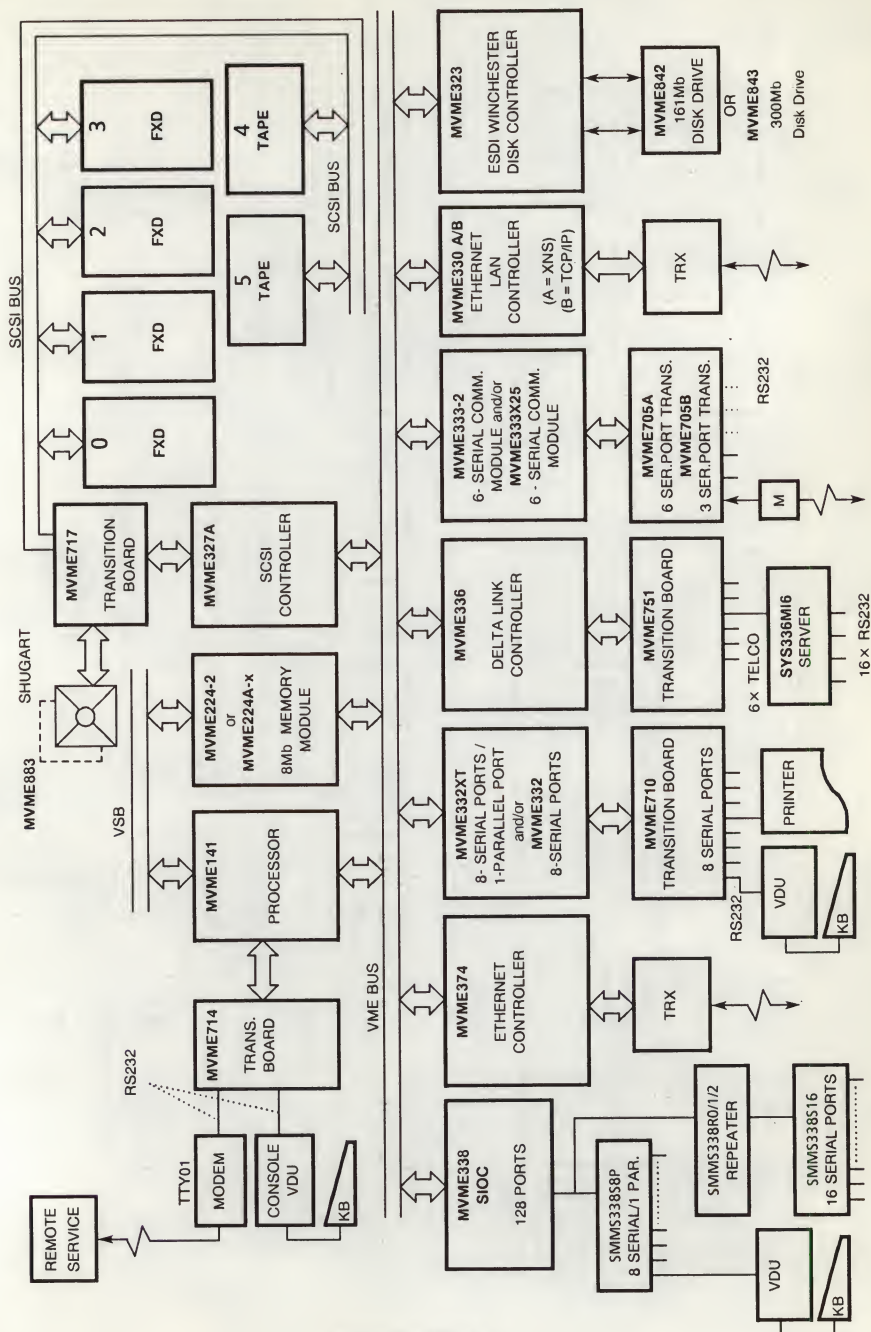 REMOTE
SERVICE
TTY01
MODEM
CONSOLE
VDU
KB
RS232
MVME714
TRANS.
BOARD
MVME141
PROCESSOR
VSB
MVME224-2
or
MVME224A-x
8Mb MEMORY
MODULE
MVME883
SHUGART
MVME717
TRANSITION
BOARD
MVME327A
SCSI
CONTROLLER
SCSI BUS
0
FXD
1
FXD
2
FXD
3
FXD
5
TAPE
4
TAPE
SCSI BUS
VME BUS
MVME338
SIOC
128 PORTS
SMMS338S8P
8 SERIAL/1 PAR.
VDU
KB
SMMS338R0/1/2
REPEATER
SMMS338S16
16 SERIAL PORTS
MVME374
ETHERNET
CONTROLLER
TRX
MVME332XT
8- SERIAL PORTS /
1-PARALLEL PORT
and/or
MVME332
8-SERIAL PORTS
MVME710
TRANSITION BOARD
8 SERIAL PORTS
RS232
VDU
KB
PRINTER
MVME336
DELTA LINK
CONTROLLER
MVME751
TRANSITION BOARD
6 x TELCO
SYS336MI6
SERVER
16 x RS232
MVME333-2
6- SERIAL COMM.
MODULE and/or
MVME333X25
6 - SERIAL COMM.
MODULE
MVME705A
6 SER.PORT TRANS.
MVME705B
3 SER.PORT TRANS.
RS232
M
MVME330 A/B
ETHERNET
LAN
CONTROLLER
(A = XNS)
(B = TCP/IP)
TRX
MVME323
ESDI WINCHESTER
DISK CONTROLLER
MVME842
161Mb
DISK DRIVE
OR
MVME843
300Mb
Disk Drive